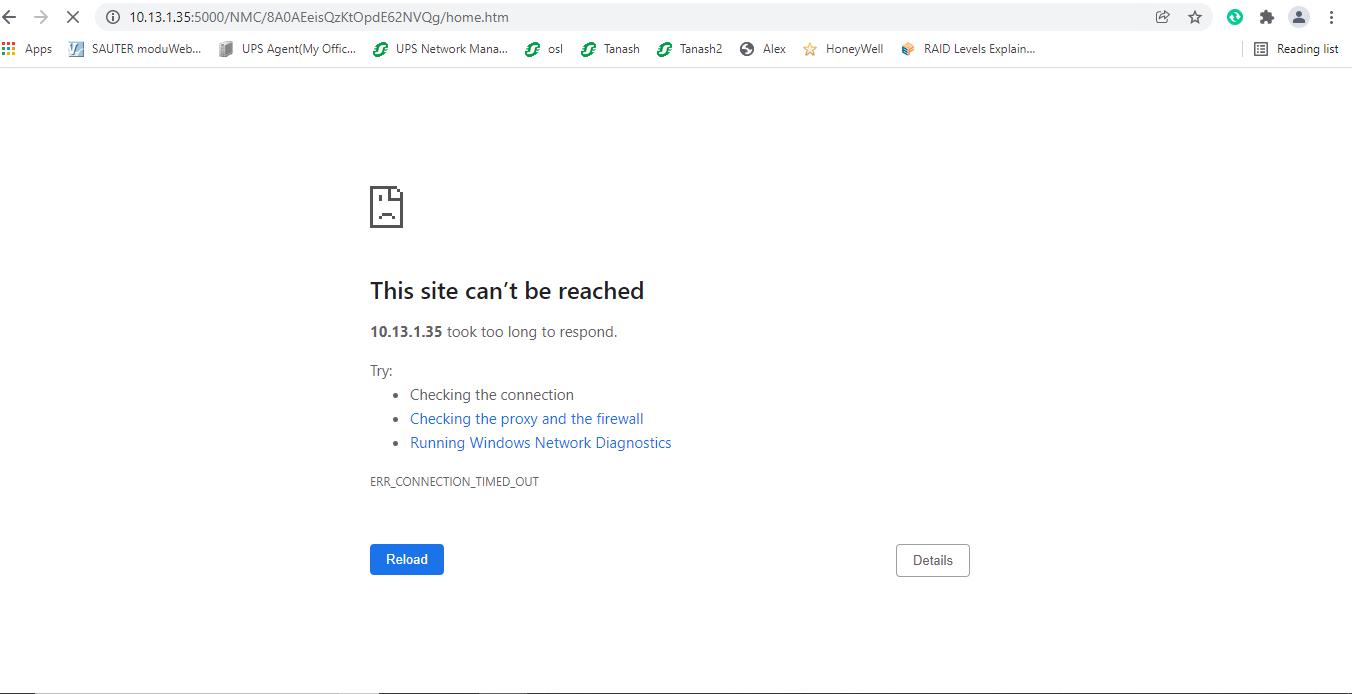 10.13.1.35:5000/NMC/8A0AEeisQzKtOpdE62NVQg/home.htm
Apps SAUTER moduWeb... UPS Agent(My Offic... UPS Network Mana... osl Tanash Tanash2 Alex HoneyWell RAID Levels Explain... Reading list
This site can’t be reached
10.13.1.35 took too long to respond.
Try:
• Checking the connection
• Checking the proxy and the firewall
• Running Windows Network Diagnostics
ERR_CONNECTION_TIMED_OUT
Reload Details